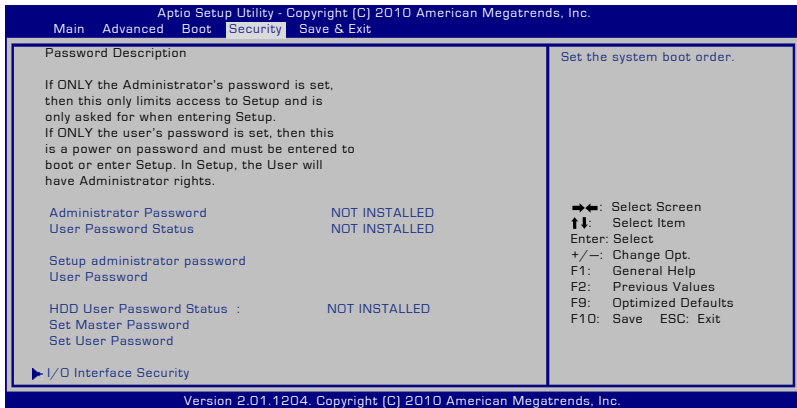 Aptio Setup Utility - Copyright (C) 2010 American Megatrends, Inc.
Main Advanced Boot Security Save & Exit
Password Description
If ONLY the Administrator's password is set,
then this only limits access to Setup and is
only asked for when entering Setup.
If ONLY the user's password is set, then this
is a power on password and must be entered to
boot or enter Setup. In Setup, the User will
have Administrator rights.
Administrator Password NOT INSTALLED
User Password Status NOT INSTALLED
Setup administrator password
User Password
HDD User Password Status : NOT INSTALLED
Set Master Password
Set User Password
I/O Interface Security
Set the system boot order.
→←: Select Screen
↑↓: Select Item
Enter: Select
+/−: Change Opt.
F1: General Help
F2: Previous Values
F9: Optimized Defaults
F10: Save ESC: Exit
Version 2.01.1204. Copyright (C) 2010 American Megatrends, Inc.